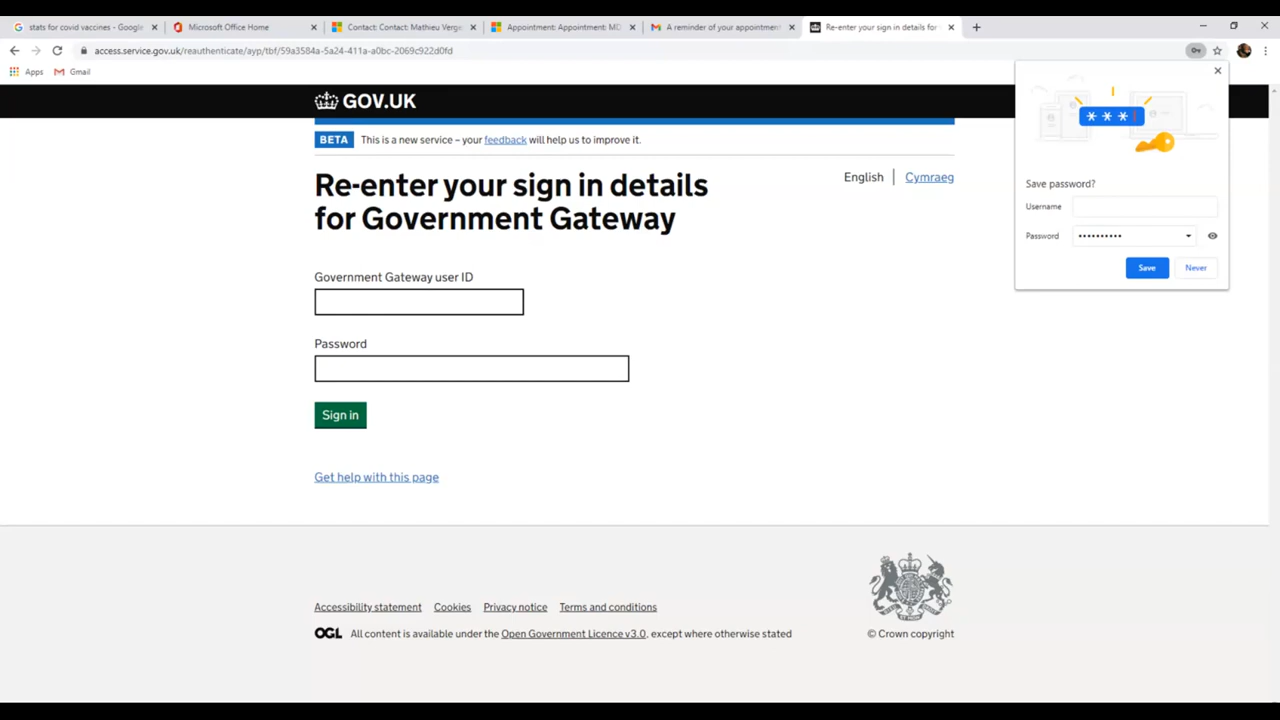 stats for covid vaccines - Google
Microsoft Office Home
Contact: Contact: Mathieu Verge
Appointment: Appointment: MD
A reminder of your appointment
Re-enter your sign in details for
access.service.gov.uk/reauthenticate/ayp/tbf/59a3584a-5a24-411a-a0bc-2069c922d0fd
Apps
Gmail
GOV.UK
BETA This is a new service – your feedback will help us to improve it.
English | Cymraeg
Re-enter your sign in details
for Government Gateway
Government Gateway user ID
Password
Sign in
Get help with this page
***
Save password?
Username
Password ••••••••••
Save Never
Accessibility statement Cookies Privacy notice Terms and conditions
OGL All content is available under the Open Government Licence v3.0, except where otherwise stated
© Crown copyright